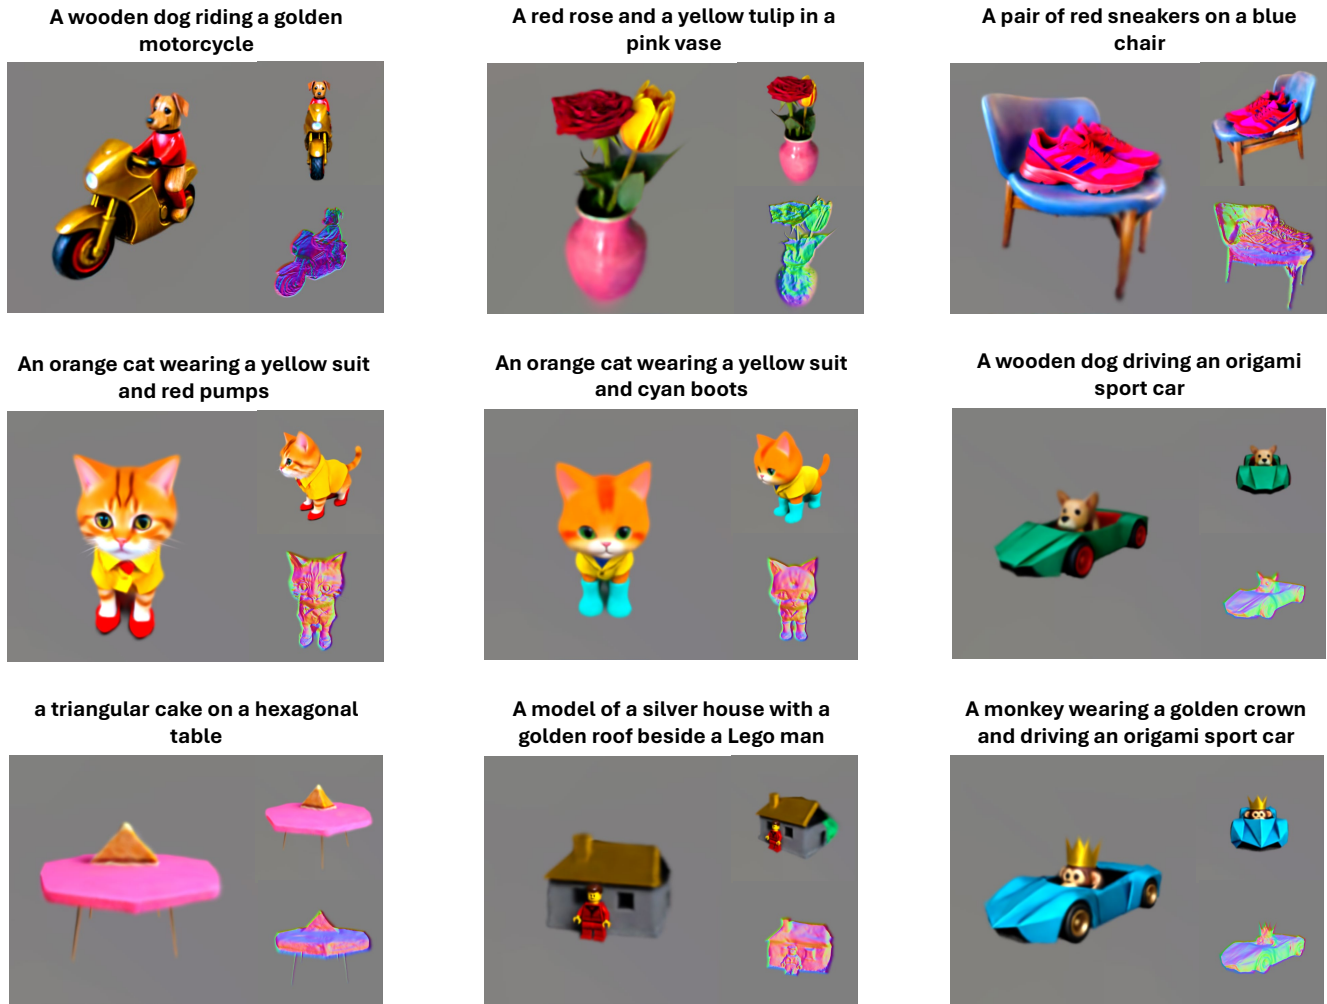 A wooden dog riding a golden
motorcycle
A red rose and a yellow tulip in a
pink vase
A pair of red sneakers on a blue
chair
An orange cat wearing a yellow suit
and red pumps
An orange cat wearing a yellow suit
and cyan boots
A wooden dog driving an origami
sport car
a triangular cake on a hexagonal
table
A model of a silver house with a
golden roof beside a Lego man
A monkey wearing a golden crown
and driving an origami sport car